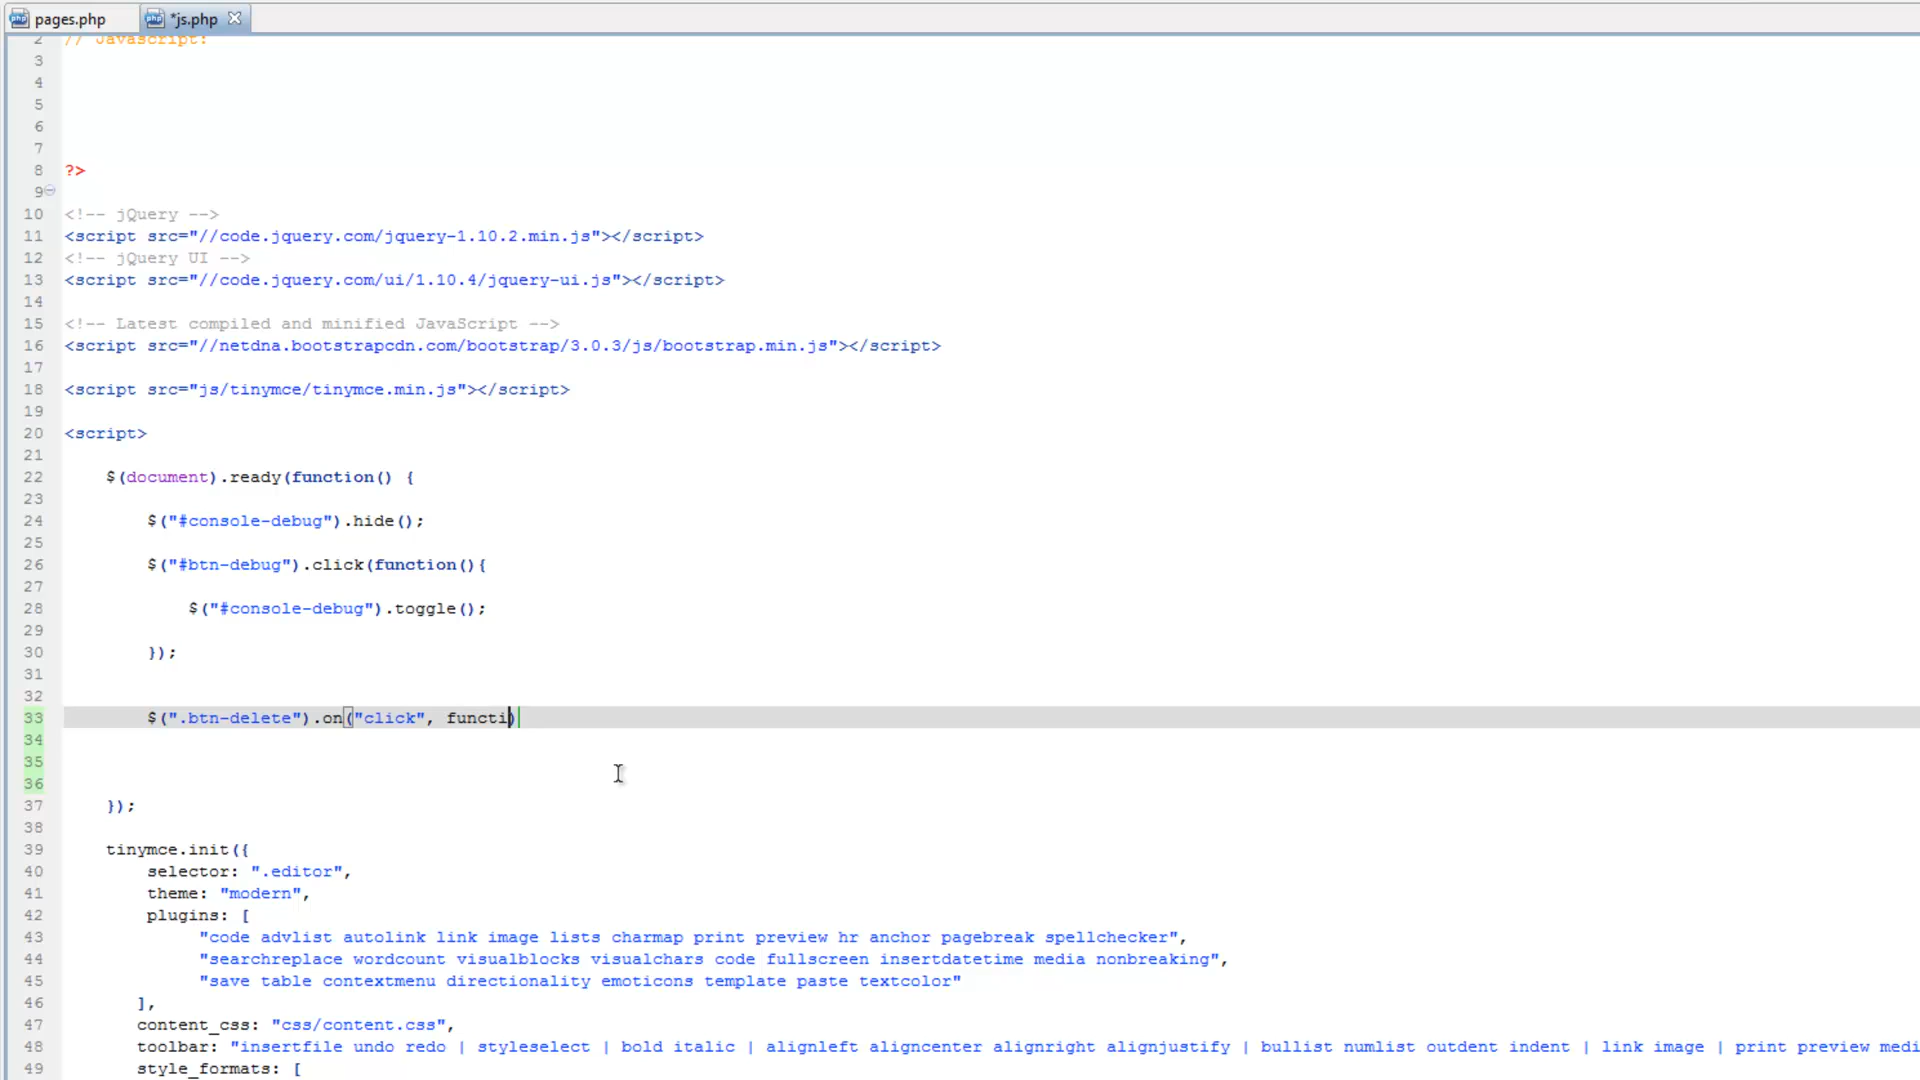 pages.php
*js.php
2 // Javascript:
3
4
5
6
7
8 ?>
9
10 <!-- jQuery -->
11 <script src="//code.jquery.com/jquery-1.10.2.min.js"></script>
12 <!-- jQuery UI -->
13 <script src="//code.jquery.com/ui/1.10.4/jquery-ui.js"></script>
14
15 <!-- Latest compiled and minified JavaScript -->
16 <script src="//netdna.bootstrapcdn.com/bootstrap/3.0.3/js/bootstrap.min.js"></script>
17
18 <script src="js/tinymce/tinymce.min.js"></script>
19
20 <script>
21
22 $(document).ready(function() {
23
24 $("#console-debug").hide();
25
26 $("#btn-debug").click(function(){
27
28 $("#console-debug").toggle();
29
30 });
31
32
33 $(".btn-delete").on("click", functi)
34
35
36
37 });
38
39 tinymce.init({
40 selector: ".editor",
41 theme: "modern",
42 plugins: [
43 "code advlist autolink link image lists charmap print preview hr anchor pagebreak spellchecker",
44 "searchreplace wordcount visualblocks visualchars code fullscreen insertdatetime media nonbreaking",
45 "save table contextmenu directionality emoticons template paste textcolor"
46 ],
47 content_css: "css/content.css",
48 toolbar: "insertfile undo redo | styleselect | bold italic | alignleft aligncenter alignright alignjustify | bullist numlist outdent indent | link image | print preview medi
49 style_formats: [